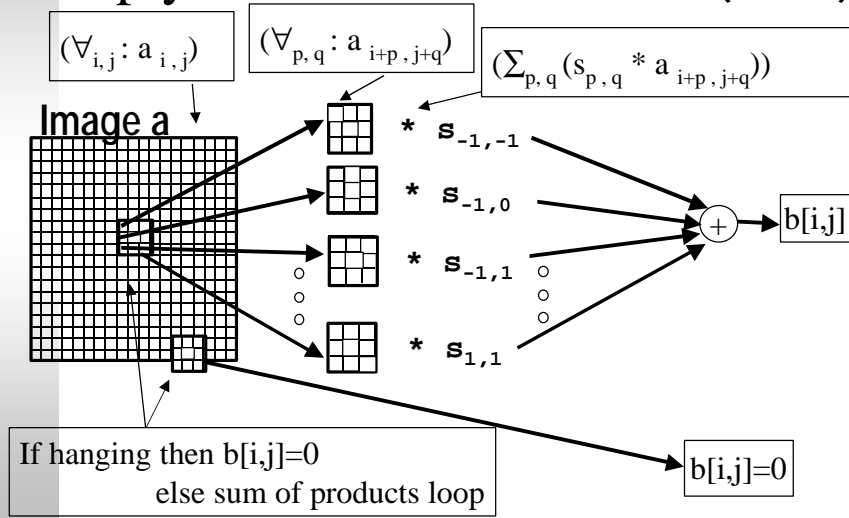 (∀i,j : a i,j)
(∀p,q : a i+p,j+q)
(Σp,q (sp,q * a i+p,j+q))
Image a
* s-1,-1
* s-1,0
* s-1,1
* s1,1
+
b[i,j]
If hanging then b[i,j]=0
else sum of products loop
b[i,j]=0